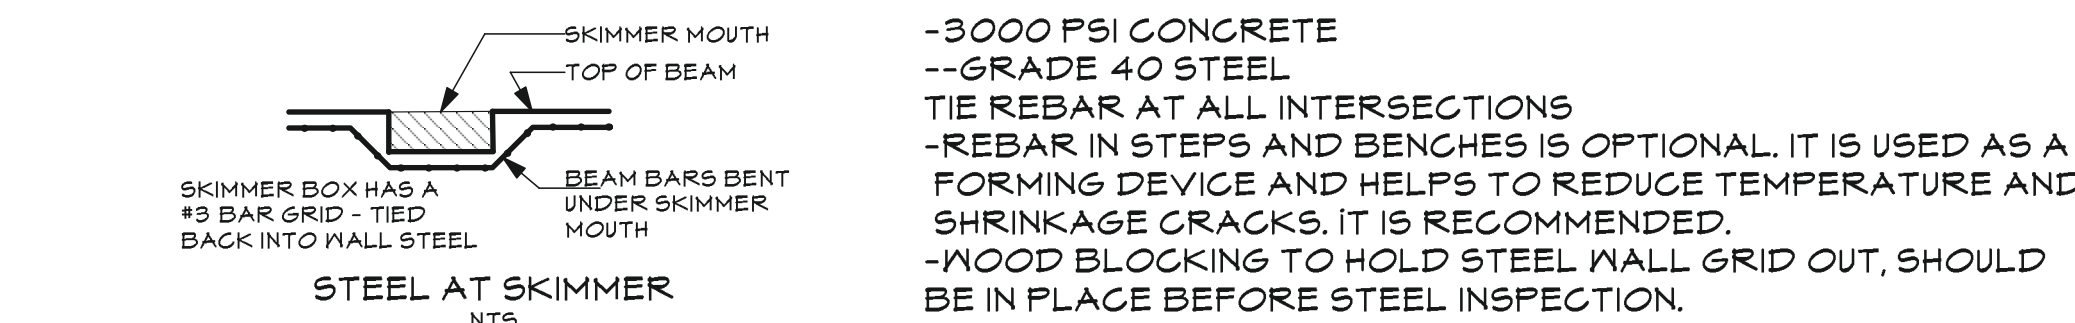 SKIMMER MOUTH
TOP OF BEAM
BEAM BARS BENT
UNDER SKIMMER
MOUTH
SKIMMER BOX HAS A
#3 BAR GRID - TIED
BACK INTO WALL STEEL
STEEL AT SKIMMER
NTS
-3000 PSI CONCRETE
--GRADE 40 STEEL
TIE REBAR AT ALL INTERSECTIONS
-REBAR IN STEPS AND BENCHES IS OPTIONAL. IT IS USED AS A
FORMING DEVICE AND HELPS TO REDUCE TEMPERATURE AND
SHRINKAGE CRACKS. iT IS RECOMMENDED.
-WOOD BLOCKING TO HOLD STEEL WALL GRID OUT, SHOULD
BE IN PLACE BEFORE STEEL INSPECTION.